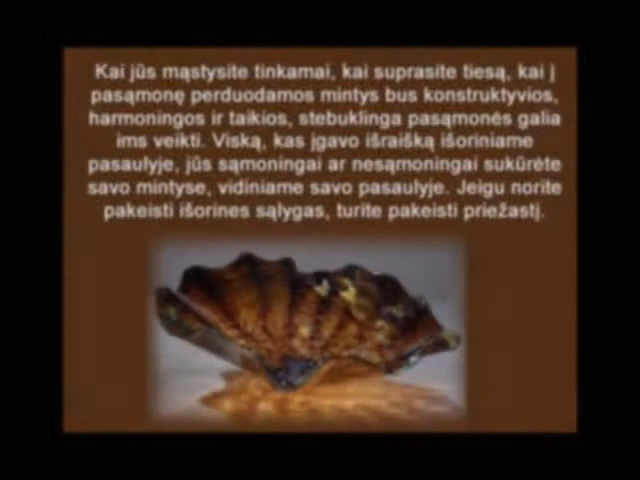 Kai jūs mąstysite tinkamai, kai suprasite tiesą, kai į
pasąmonę perduodamos mintys bus konstruktyvios,
harmoningos ir taikios, stebuklinga pasąmonės galia
ims veikti. Viską, kas įgavo išraišką išoriniame
pasaulyje, jūs sąmoningai ar nesąmoningai sukūrėte
savo mintyse, vidiniame savo pasaulyje. Jeigu norite
pakeisti išorines sąlygas, turite pakeisti priežastį.